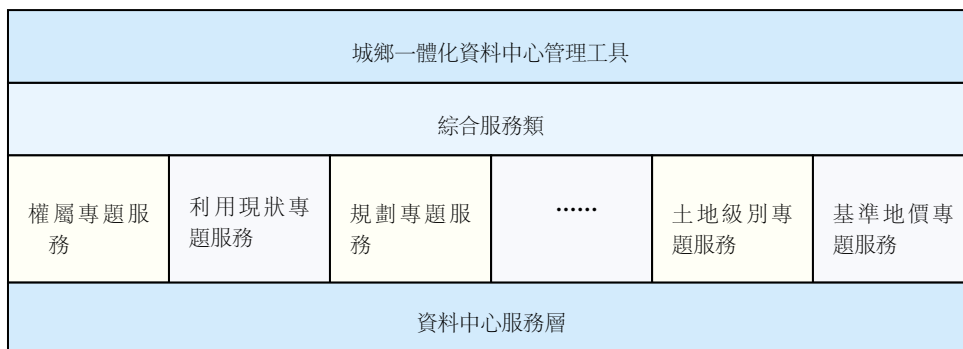 城鄉一體化資料中心管理工具
綜合服務類
權屬專題服
務
利用現狀專
題服務
規劃專題服
務
......
土地級別專
題服務
基準地價專
題服務
資料中心服務層